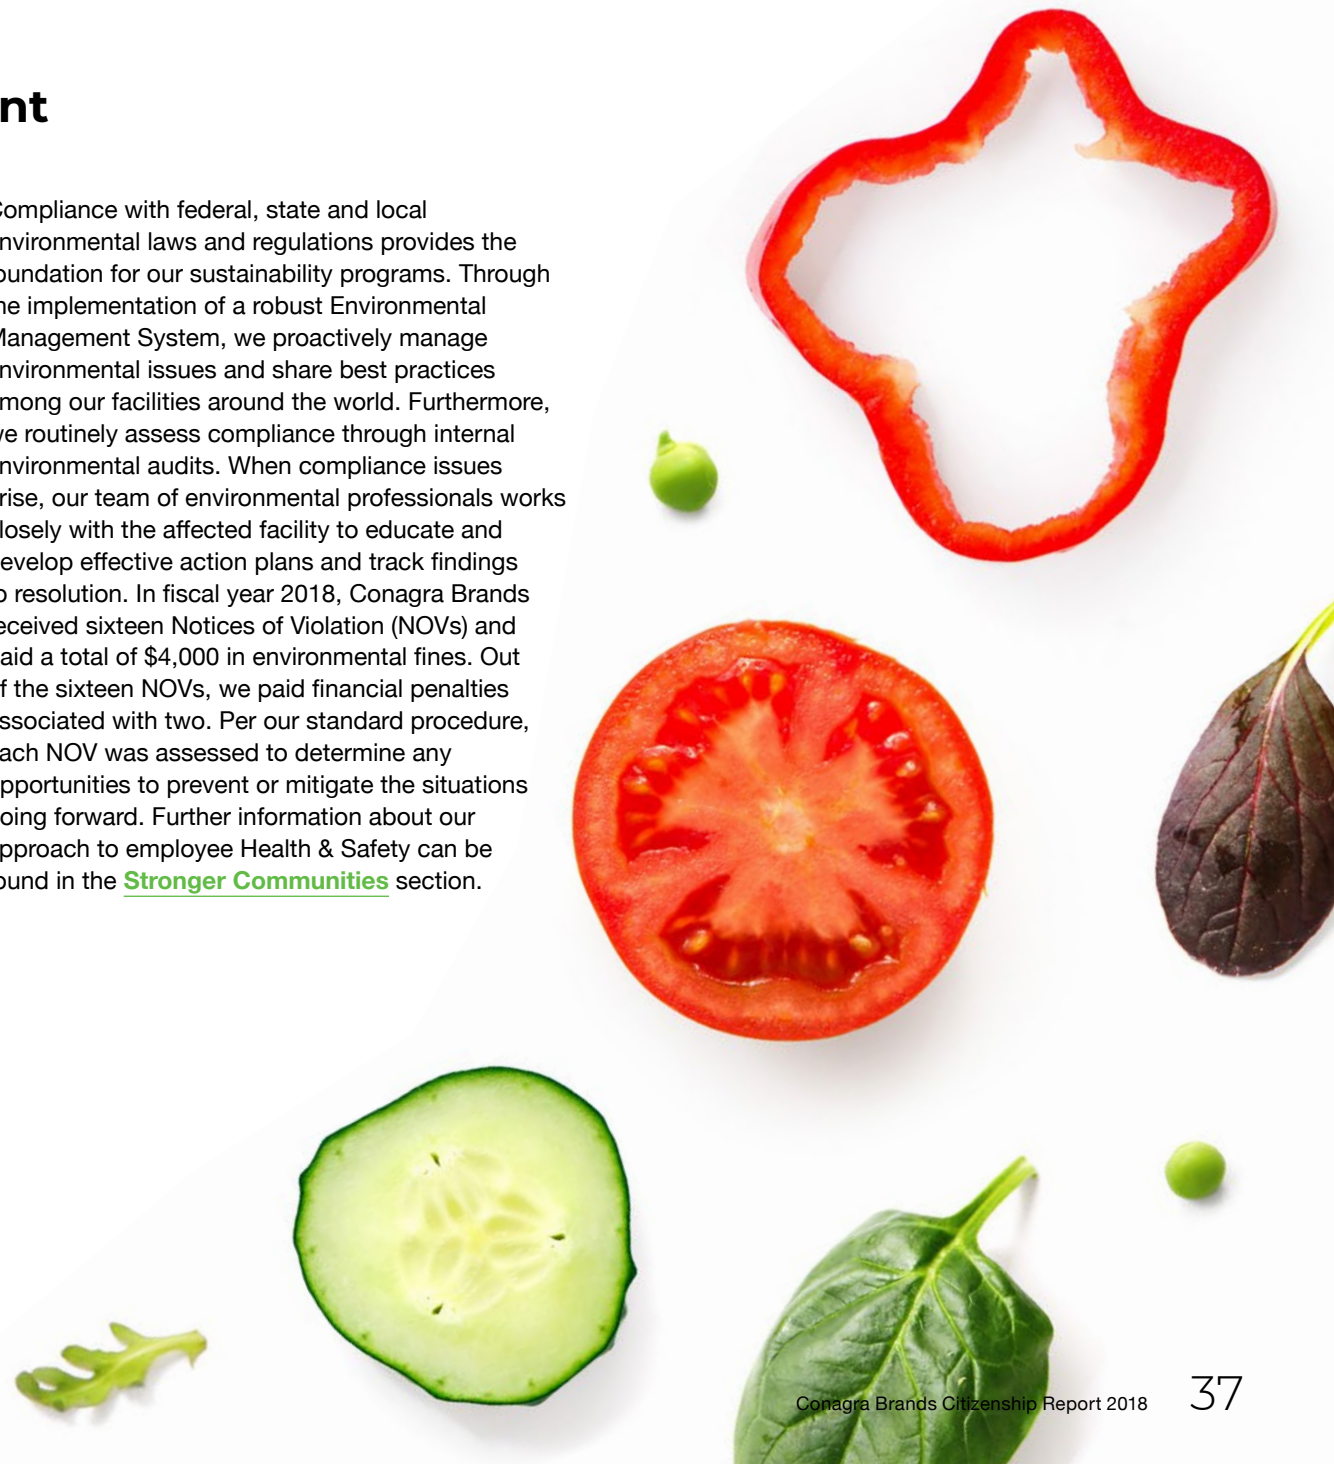 nt
ompliance with federal, state and local
nvironmental laws and regulations provides the
oundation for our sustainability programs. Through
he implementation of a robust Environmental
Management System, we proactively manage
nvironmental issues and share best practices
mong our facilities around the world. Furthermore,
we routinely assess compliance through internal
nvironmental audits. When compliance issues
rise, our team of environmental professionals works
losely with the affected facility to educate and
evelop effective action plans and track findings
o resolution. In fiscal year 2018, Conagra Brands
eceived sixteen Notices of Violation (NOVs) and
aid a total of $4,000 in environmental fines. Out
f the sixteen NOVs, we paid financial penalties
ssociated with two. Per our standard procedure,
ach NOV was assessed to determine any
pportunities to prevent or mitigate the situations
oing forward. Further information about our
pproach to employee Health & Safety can be
ound in the Stronger Communities section.
Conagra Brands Citizenship Report 2018 37